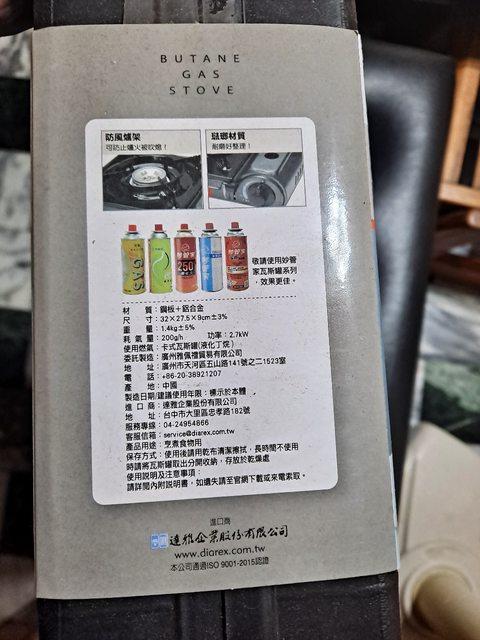 BUTANE
GAS
STOVE
防風爐架
可防止爐火被吹熄！
琺瑯材質
耐磨好整理！
GAS
妙管家
250
妙管家
敬請使用妙管
家瓦斯罐系列
，效果更佳。
材　　質：鋼板＋鋁合金
尺　　寸：32×27.5×9cm±3%
重　　量：1.4kg±5%
耗 氣 量：200g/h　　功率：2.7kW
使用燃氣：卡式瓦斯罐(液化丁烷)
委託製造：廣州雅佩禮貿易有限公司
地　　址：廣州市天河區五山路141號之二1523室
電　　話：+86-20-38921207
產　　地：中國
製造日期/建議使用年限：標示於本體
進 口 商：達雅企業股份有限公司
地　　址：台中市大里區忠孝路182號
服務專線：04-24954866
客服信箱：service@diarex.com.tw
產品用途：烹煮食物用
保存方式：使用後請用乾布清潔擦拭，長時間不使用
時請將瓦斯罐取出分開收納，存放於乾燥處
使用說明及注意事項：
請詳閱內附說明書，如遺失請至官網下載或來電索取。
進口商
達雅企業股份有限公司
www.diarex.com.tw
本公司通過ISO 9001-2015認證